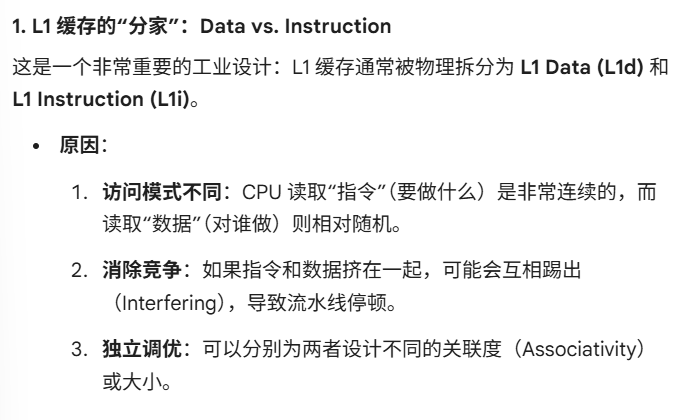 1. L1 缓存的“分家”：Data vs. Instruction
这是一个非常重要的工业设计：L1 缓存通常被物理拆分为 L1 Data (L1d) 和
L1 Instruction (L1i)。
• 原因：
1. 访问模式不同：CPU 读取“指令”（要做什么）是非常连续的，而
读取“数据”（对谁做）则相对随机。
2. 消除竞争：如果指令和数据挤在一起，可能会互相踢出
（Interfering），导致流水线停顿。
3. 独立调优：可以分别为两者设计不同的关联度（Associativity）
或大小。